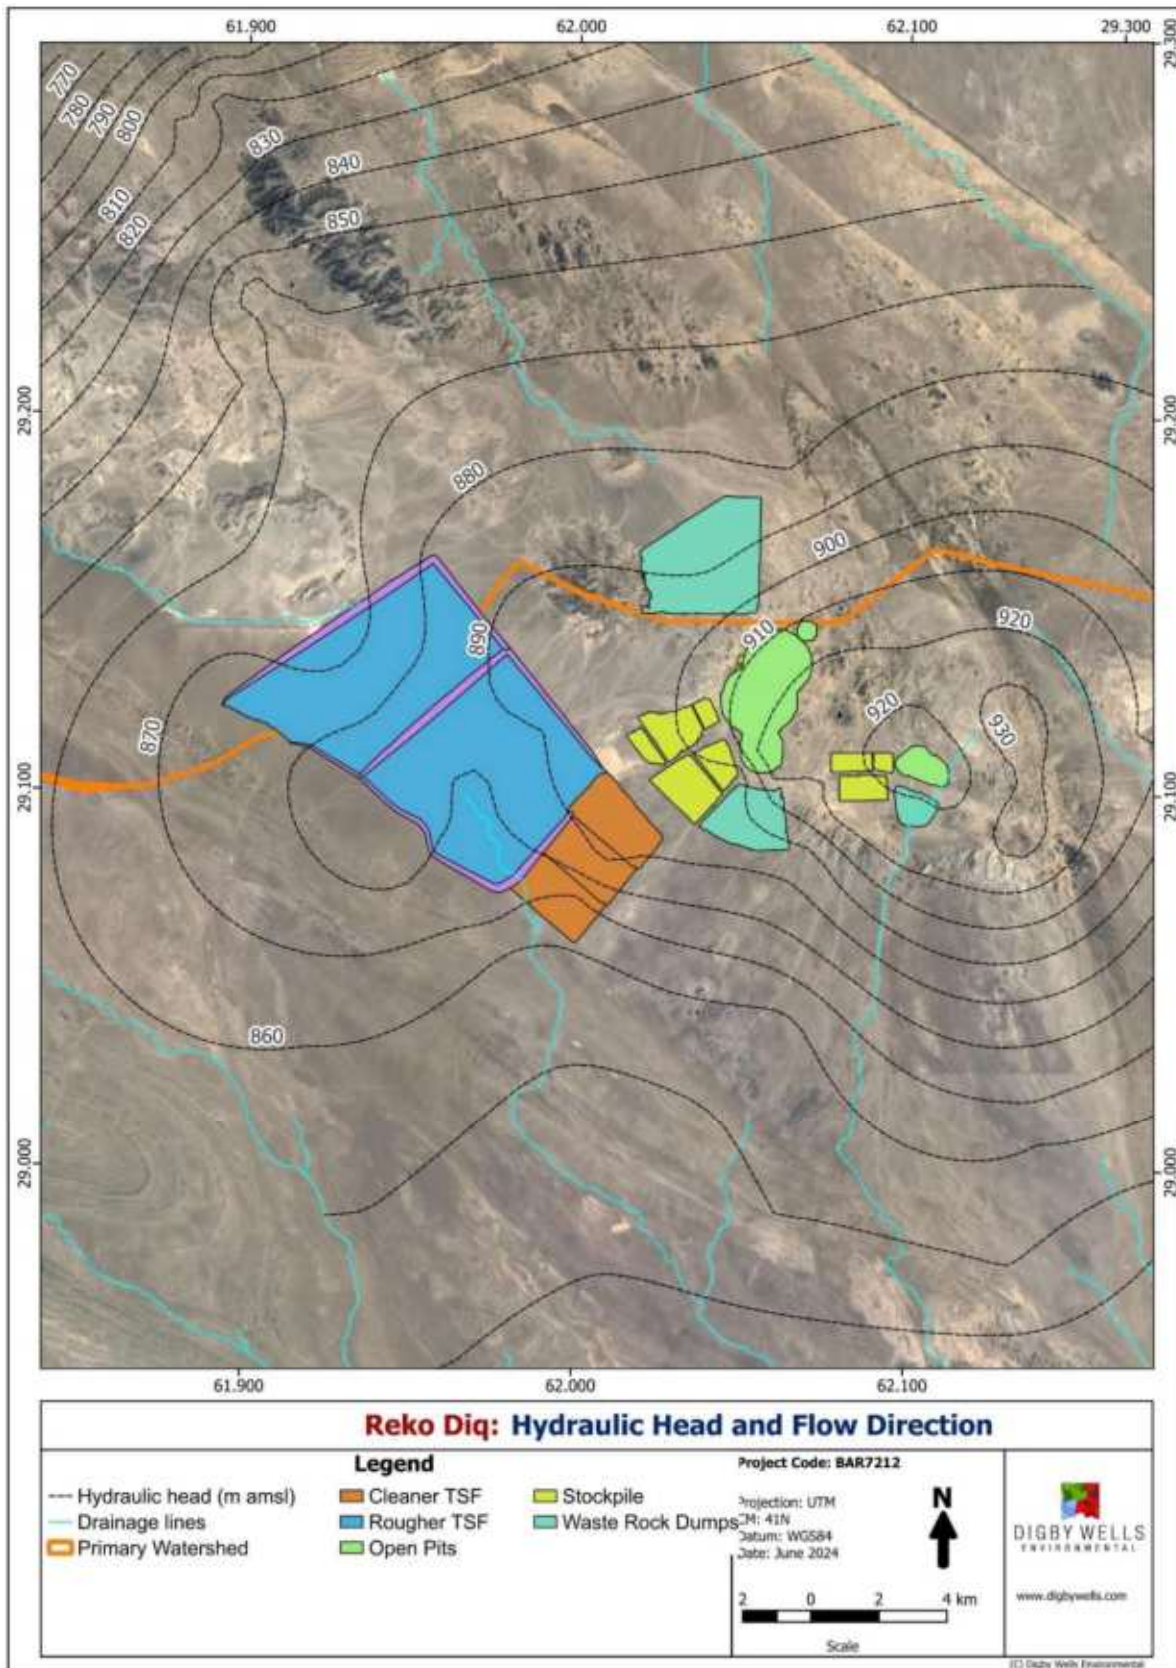 61.900 62.000 62.100 29.300
29.300
770
780
790
800
830
840
810
850
820
29.200 29.200
880
900
920
890
910
920
870
930
29.100 29.100
860
29.000 29.000
61.900 62.000 62.100
Reko Diq: Hydraulic Head and Flow Direction
Legend
Hydraulic head (m amsl)
Drainage lines
Primary Watershed
Cleaner TSF
Rougher TSF
Open Pits
Stockpile
Waste Rock Dumps
Project Code: BAR7212
Projection: UTM
CM: 41N
Datum: WGS84
Date: June 2024
N
2 0 2 4 km
Scale
DIGBY WELLS
ENVIRONMENTAL
www.digbywells.com
(C) Digby Wells Environmental